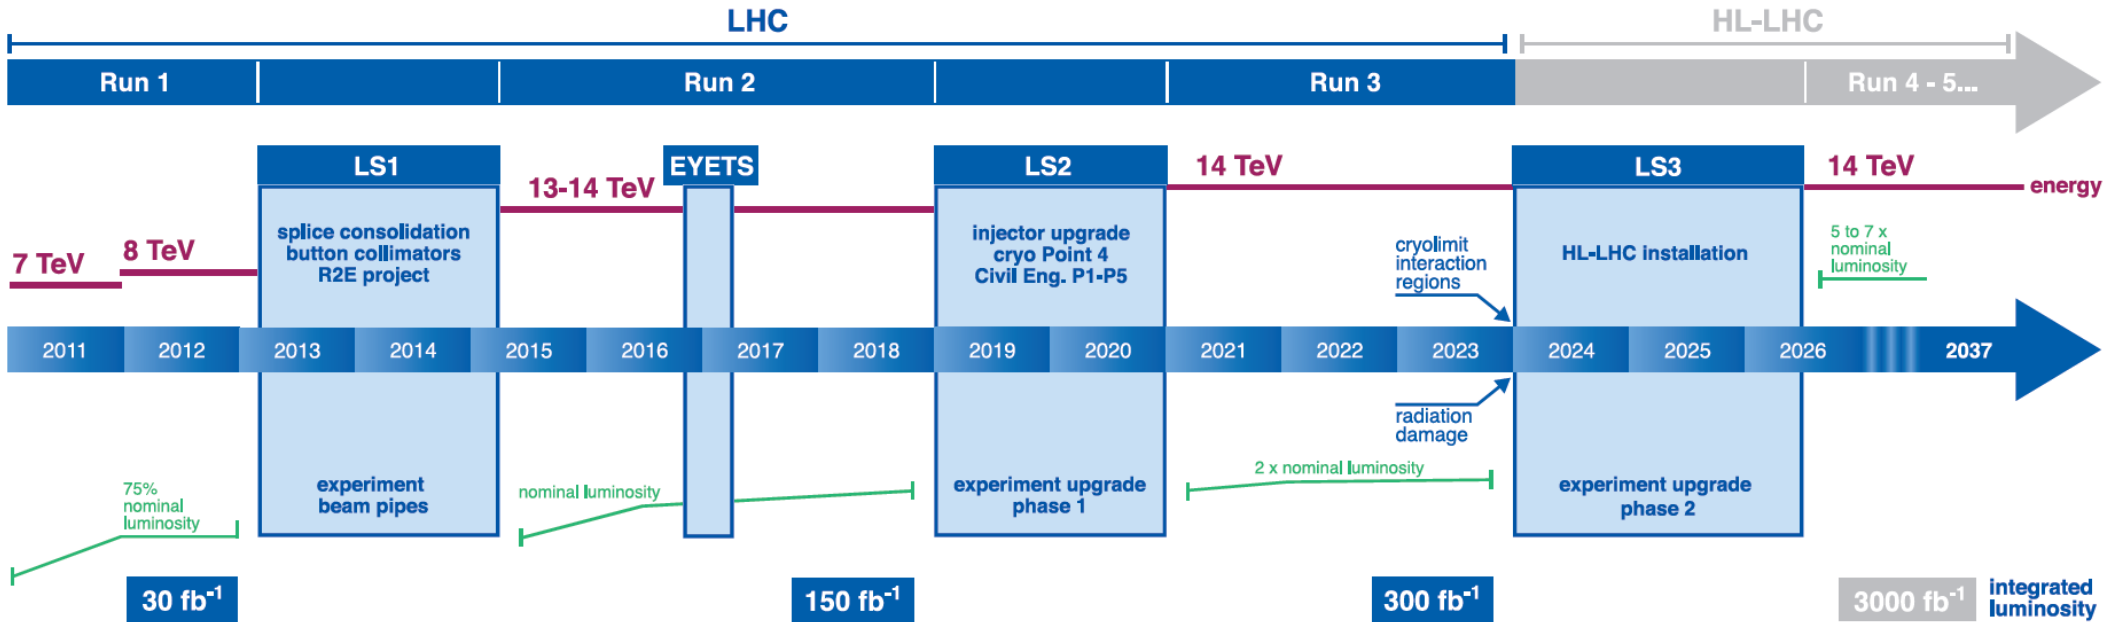 LHC
HL-LHC
Run 1
Run 2
Run 3
Run 4 - 5...
LS1
EYETS
LS2
14 TeV
LS3
14 TeV
energy
13-14 TeV
7 TeV
8 TeV
splice consolidation
button collimators
R2E project
injector upgrade
cryo Point 4
Civil Eng. P1-P5
cryolimit
interaction
regions
HL-LHC installation
5 to 7 x
nominal
luminosity
2011
2012
2013
2014
2015
2016
2017
2018
2019
2020
2021
2022
2023
2024
2025
2026
2037
radiation
damage
75%
nominal
luminosity
experiment
beam pipes
nominal luminosity
experiment upgrade
phase 1
2 x nominal luminosity
experiment upgrade
phase 2
30 fb⁻¹
150 fb⁻¹
300 fb⁻¹
3000 fb⁻¹
integrated
luminosity